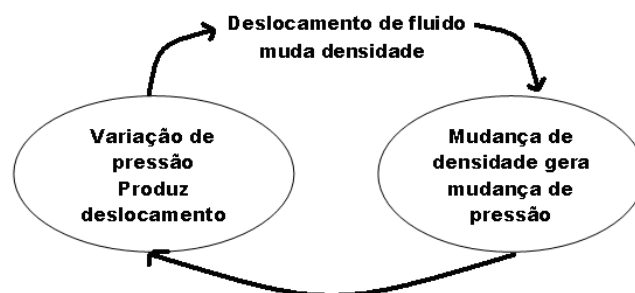 Deslocamento de fluido
muda densidade
Variação de
pressão
Produz
deslocamento
Mudança de
densidade gera
mudança de
pressão